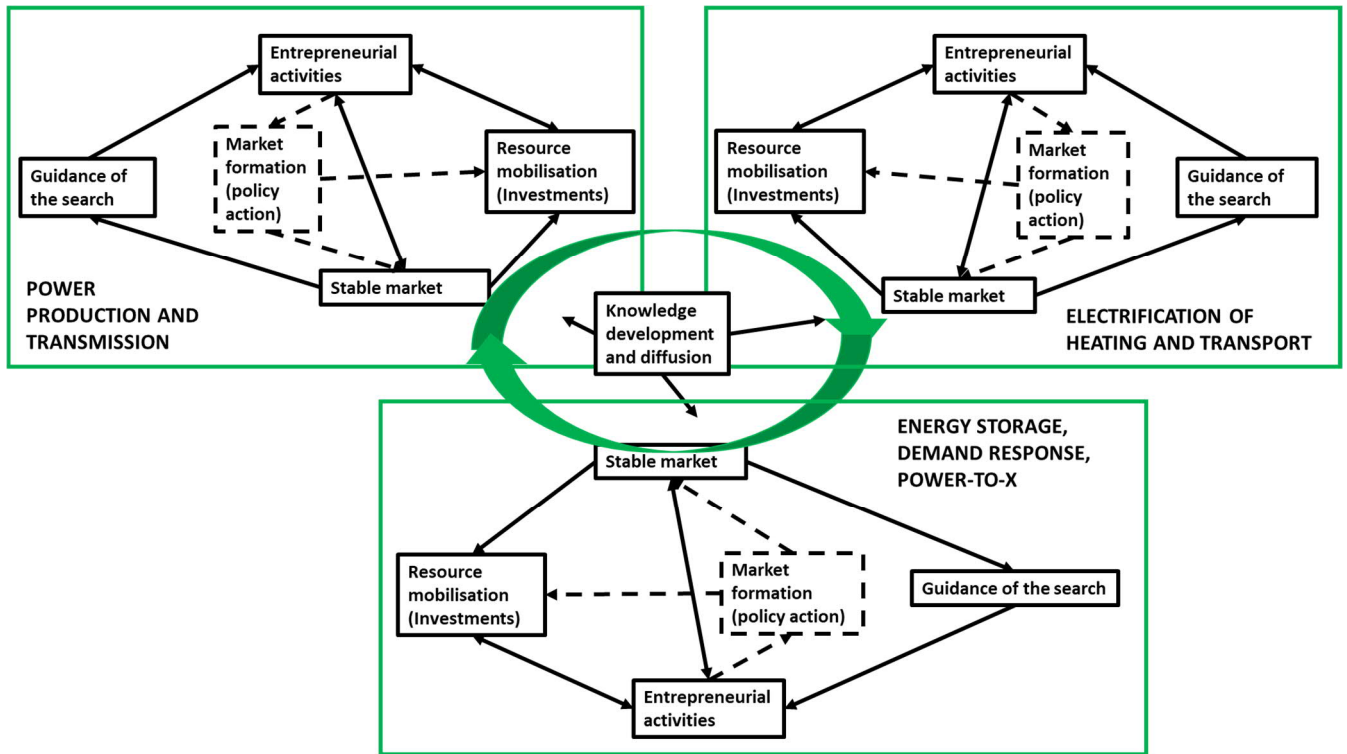 Entrepreneurial
activities
Market
formation
(policy
action)
Resource
mobilisation
(Investments)
Guidance of
the search
Stable market
POWER
PRODUCTION AND
TRANSMISSION
Entrepreneurial
activities
Resource
mobilisation
(Investments)
Market
formation
(policy
action)
Guidance of
the search
Stable market
ELECTRIFICATION OF
HEATING AND TRANSPORT
Knowledge
development
and diffusion
ENERGY STORAGE,
DEMAND RESPONSE,
POWER-TO-X
Stable market
Resource
mobilisation
(Investments)
Market
formation
(policy action)
Guidance of the search
Entrepreneurial
activities